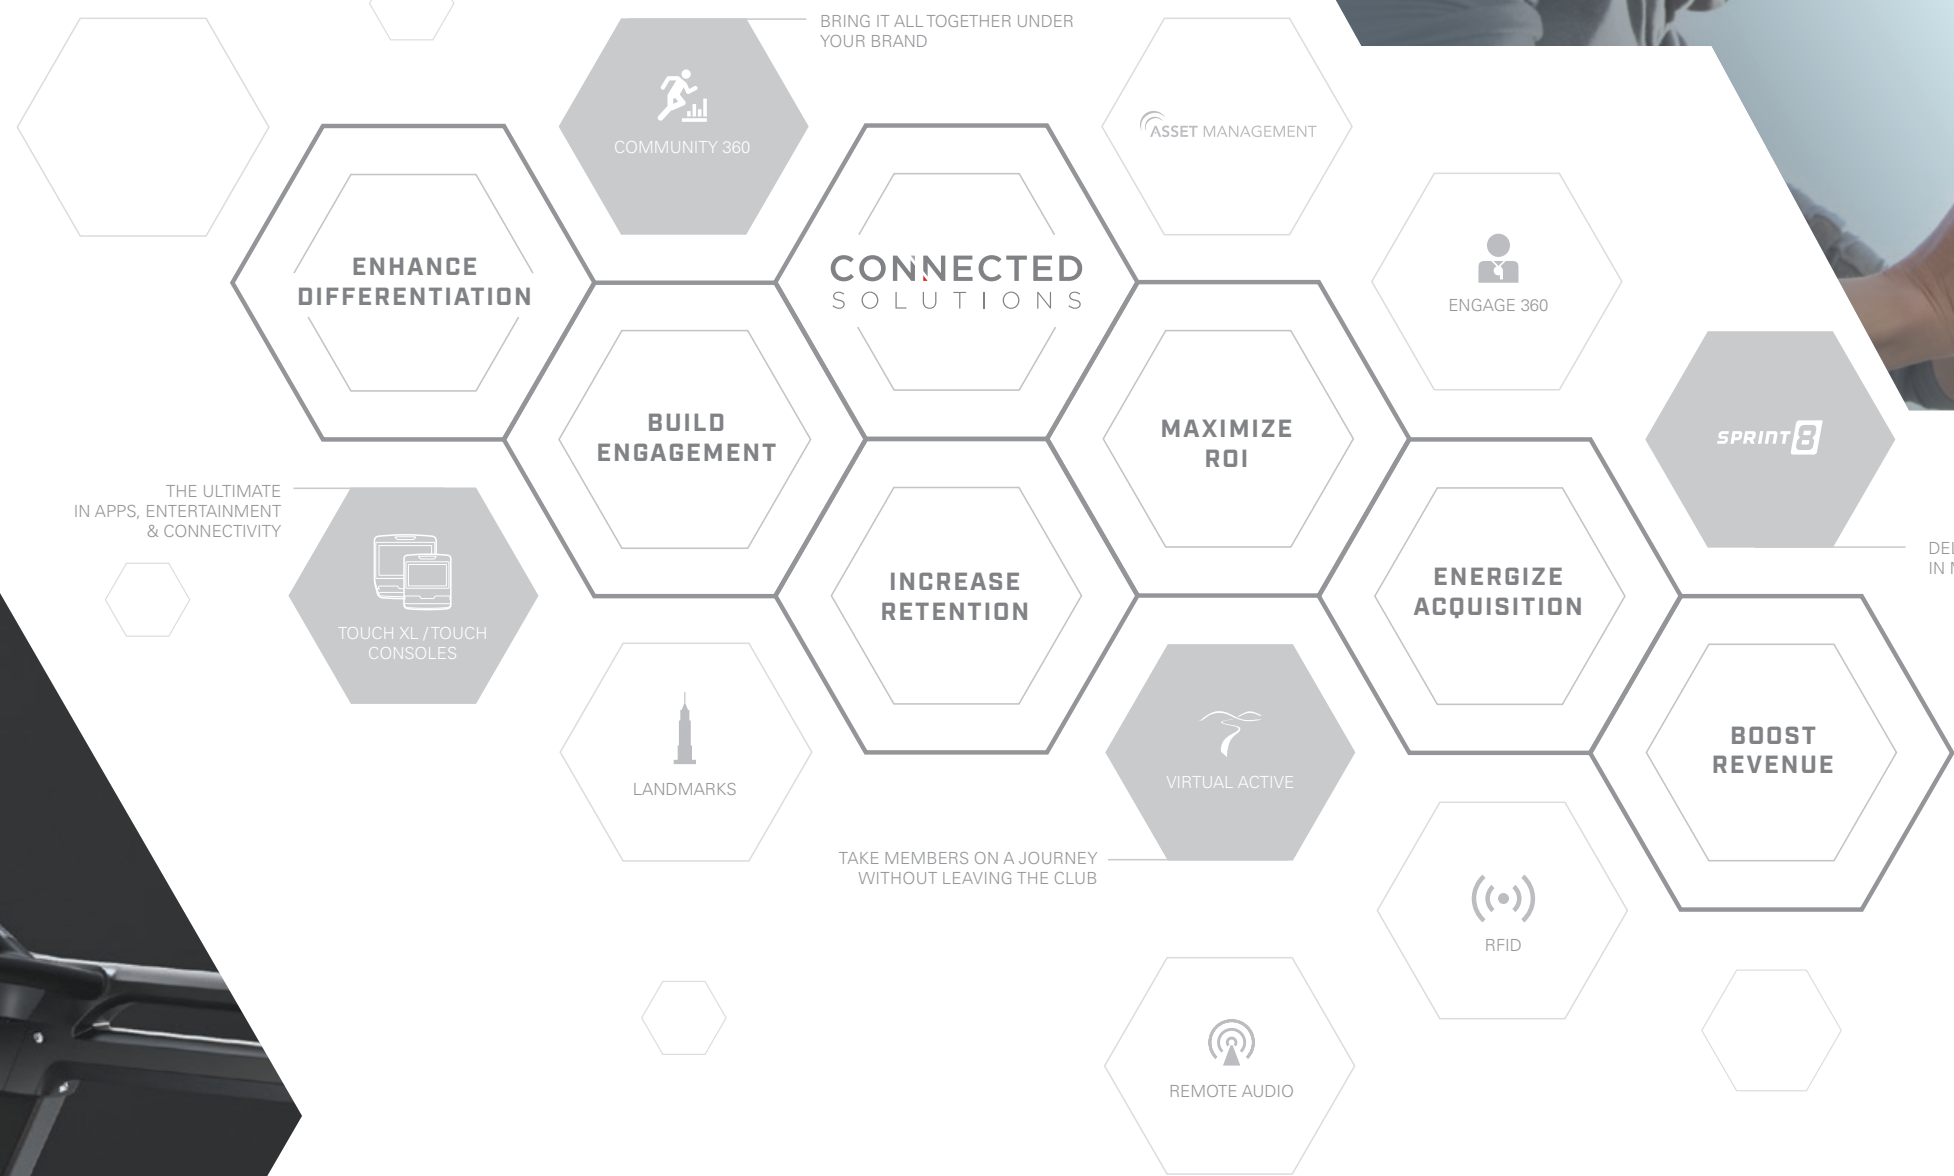 BRING IT ALL TOGETHER UNDER
YOUR BRAND
COMMUNITY 360
ASSET MANAGEMENT
ENHANCE
DIFFERENTIATION
CONNECTED
SOLUTIONS
ENGAGE 360
BUILD
ENGAGEMENT
MAXIMIZE
ROI
SPRINT 8
THE ULTIMATE
IN APPS, ENTERTAINMENT
& CONNECTIVITY
TOUCH XL / TOUCH
CONSOLES
INCREASE
RETENTION
ENERGIZE
ACQUISITION
IN
LANDMARKS
VIRTUAL ACTIVE
BOOST
REVENUE
TAKE MEMBERS ON A JOURNEY
WITHOUT LEAVING THE CLUB
RFID
REMOTE AUDIO